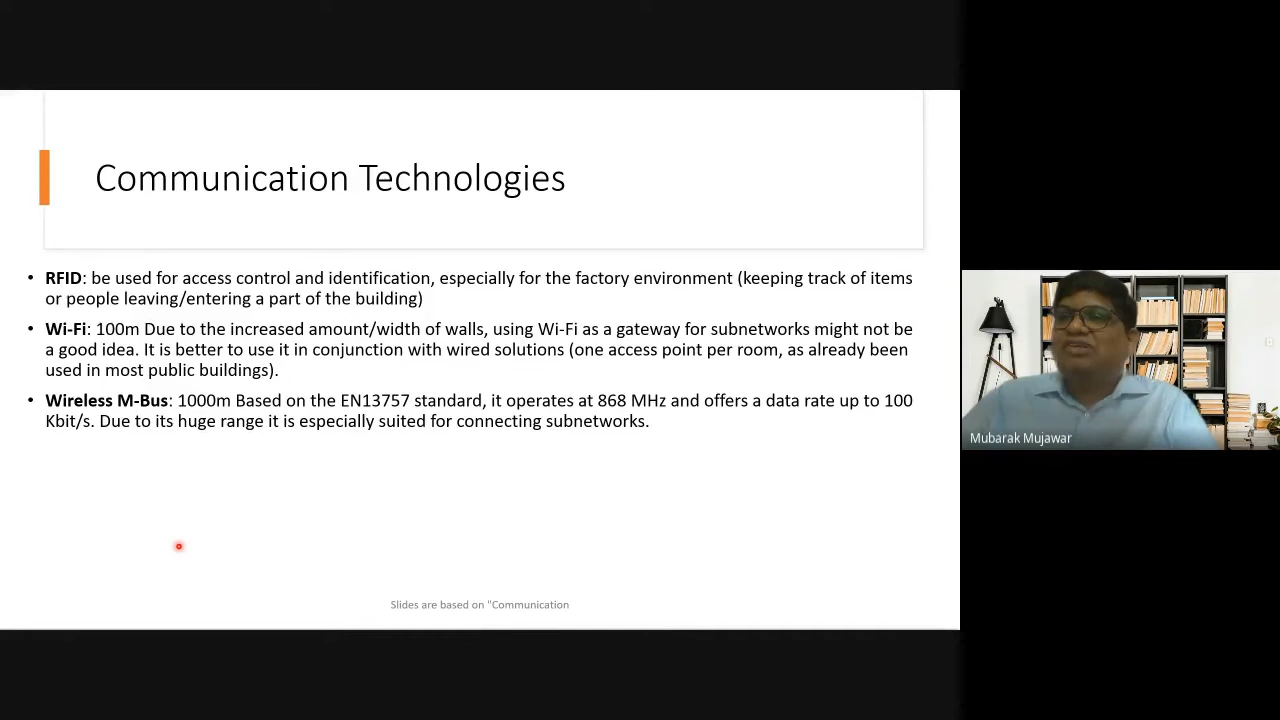 Communication Technologies
• RFID: be used for access control and identification, especially for the factory environment (keeping track of items
or people leaving/entering a part of the building)
• Wi-Fi: 100m Due to the increased amount/width of walls, using Wi-Fi as a gateway for subnetworks might not be
a good idea. It is better to use it in conjunction with wired solutions (one access point per room, as already been
used in most public buildings).
• Wireless M-Bus: 1000m Based on the EN13757 standard, it operates at 868 MHz and offers a data rate up to 100
Kbit/s. Due to its huge range it is especially suited for connecting subnetworks.
Slides are based on "Communication
Mubarak Mujawar